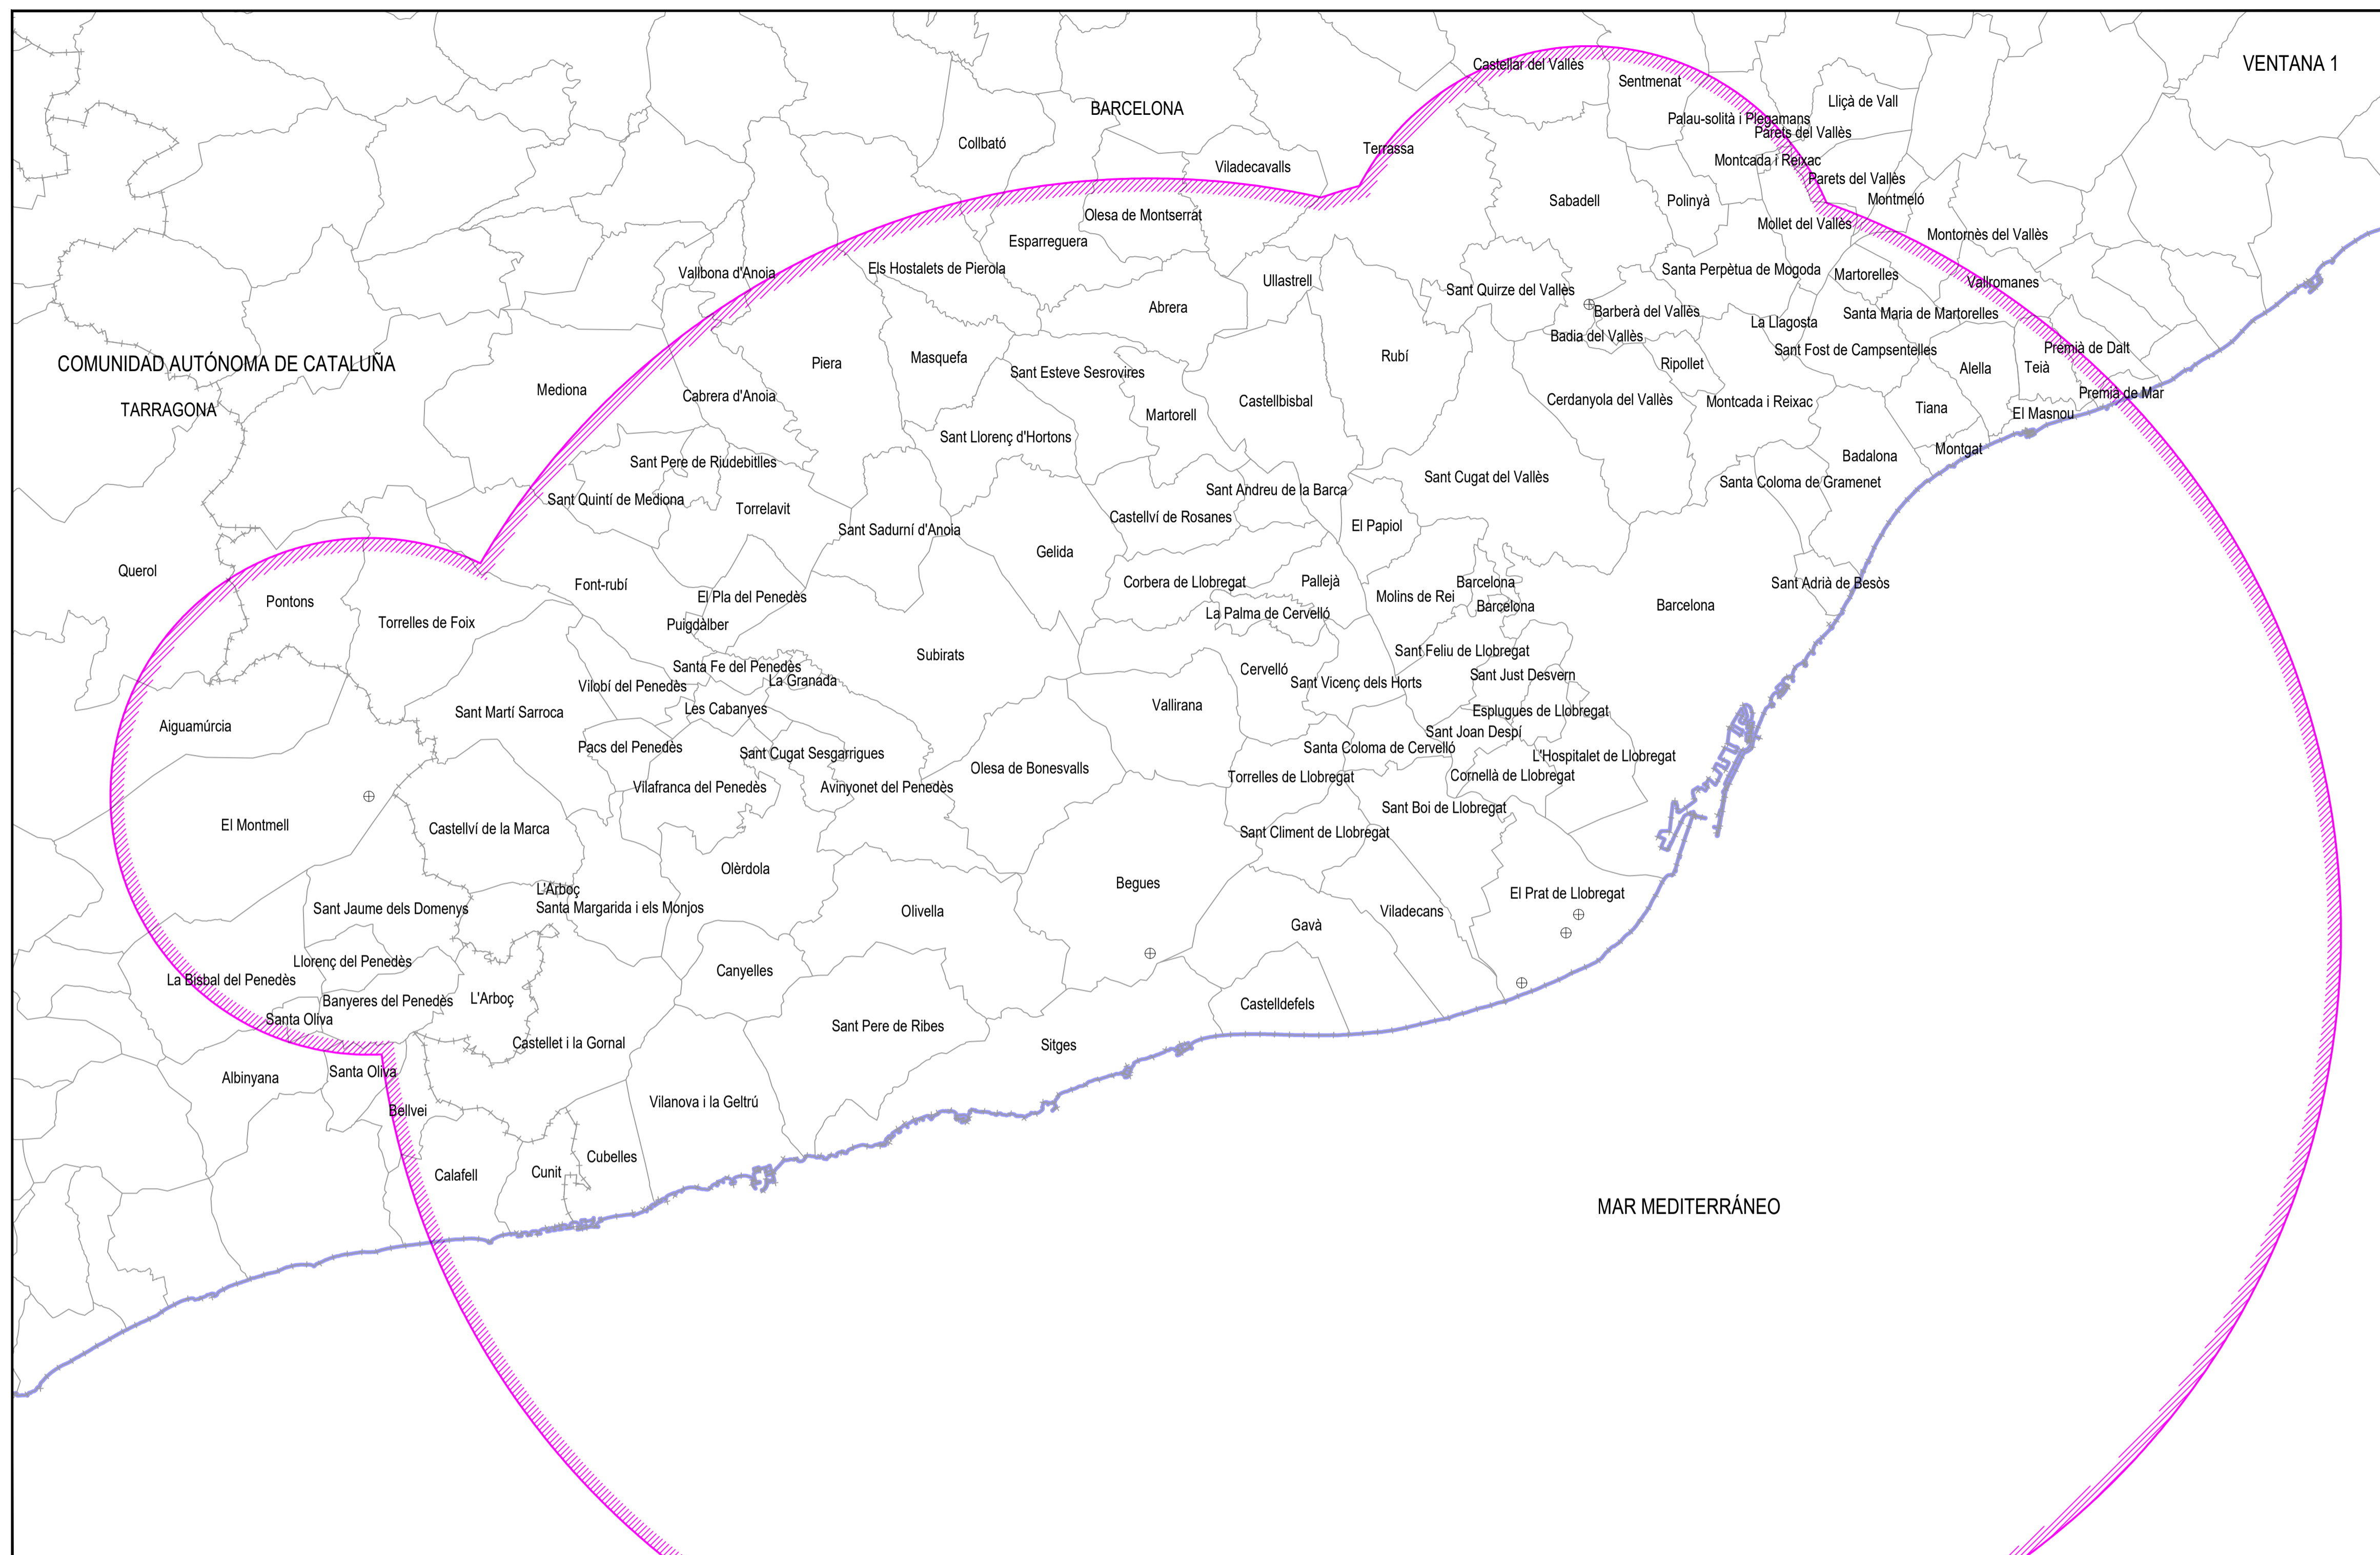 VENTANA 1
Castellar del Vallès
Sentmenat
BARCELONA
Lliçà de Vall
Palau-solità i Plegamans
Parets del Vallès
Collbató
Terrassa
Viladecavalls
Montcada i Reixac
Parets del Vallès
Sabadell
Polinyà
Montmeló
Olesa de Montserrat
Mollet del Vallès
Esparreguera
Montornès del Vallès
Vallbona d'Anoia
Els Hostalets de Pierola
Santa Perpètua de Mogoda
Martorelles
Ullastrell
Vallromanes
Sant Quirze del Vallès
Abrera
Barberà del Vallès
Santa Maria de Martorelles
La Llagosta
Badia del Vallès
Sant Fost de Campsentelles
Premià de Dalt
COMUNIDAD AUTÓNOMA DE CATALUÑA
Piera
Masquefa
Rubí
Ripollet
Sant Esteve Sesrovires
Alella
Teià
Mediona
Cabrera d'Anoia
Premià de Mar
TARRAGONA
Castellbisbal
Cerdanyola del Vallès
Montcada i Reixac
Tiana
El Masnou
Martorell
Sant Llorenç d'Hortons
Montgat
Badalona
Sant Pere de Riudebitlles
Sant Cugat del Vallès
Santa Coloma de Gramenet
Sant Andreu de la Barca
Sant Quintí de Mediona
Torrelavit
Castellví de Rosanes
El Papiol
Sant Sadurní d'Anoia
Gelida
Querol
Font-rubí
Corbera de Llobregat
Pallejà
Barcelona
Sant Adrià de Besòs
El Pla del Penedès
Molins de Rei
Pontons
Barcelona
Barcelona
La Palma de Cervelló
Torrelles de Foix
Puigdàlber
Subirats
Sant Feliu de Llobregat
Santa Fe del Penedès
Cervelló
Sant Just Desvern
La Granada
Sant Vicenç dels Horts
Vilobí del Penedès
Vallirana
Les Cabanyes
Sant Martí Sarroca
Esplugues de Llobregat
Aiguamúrcia
Sant Joan Despí
Pacs del Penedès
Sant Cugat Sesgarrigues
Santa Coloma de Cervelló
L'Hospitalet de Llobregat
Olesa de Bonesvalls
Torrelles de Llobregat
Cornellà de Llobregat
Vilafranca del Penedès
Avinyonet del Penedès
Sant Boi de Llobregat
El Montmell
Castellví de la Marca
Sant Climent de Llobregat
Olèrdola
Begues
L'Arboç
El Prat de Llobregat
Sant Jaume dels Domenys
Santa Margarida i els Monjos
Olivella
Viladecans
Gavà
Llorenç del Penedès
Canyelles
La Bisbal del Penedès
Banyeres del Penedès
L'Arboç
Castelldefels
Santa Oliva
Sant Pere de Ribes
Castellet i la Gornal
Sitges
Santa Oliva
Albinyana
Vilanova i la Geltrú
Bellvei
Cubelles
Cunit
Calafell
MAR MEDITERRÁNEO